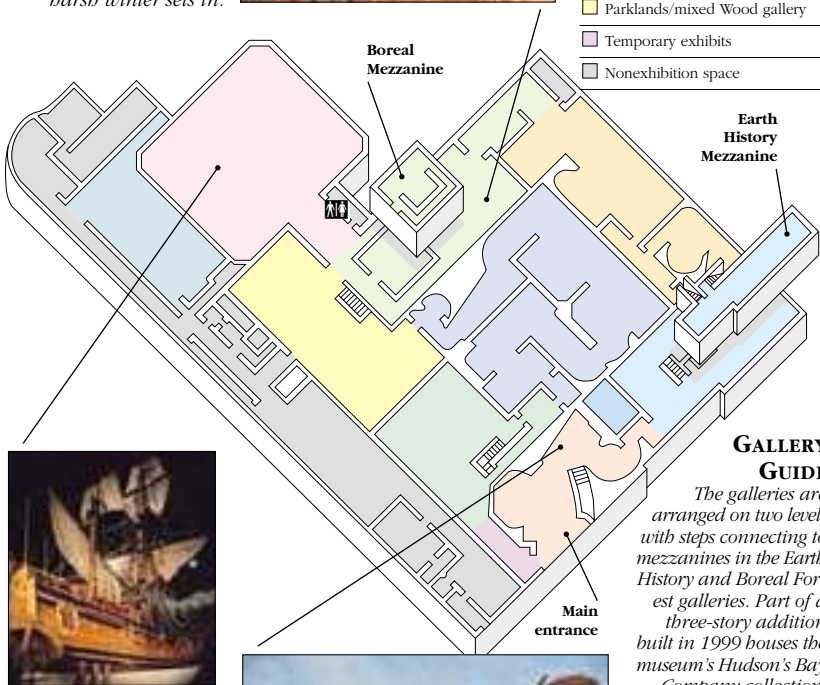 harsh winter sets in.
Parklands/mixed Wood gallery
Temporary exhibits
Nonexhibition space
Boreal
Mezzanine
Earth
History
Mezzanine
GALLERY
GUIDE
The galleries are
arranged on two levels
with steps connecting to
mezzanines in the Earth
History and Boreal For-
est galleries. Part of a
three-story addition
built in 1999 houses the
museum's Hudson's Bay
Company collection
Main
entrance